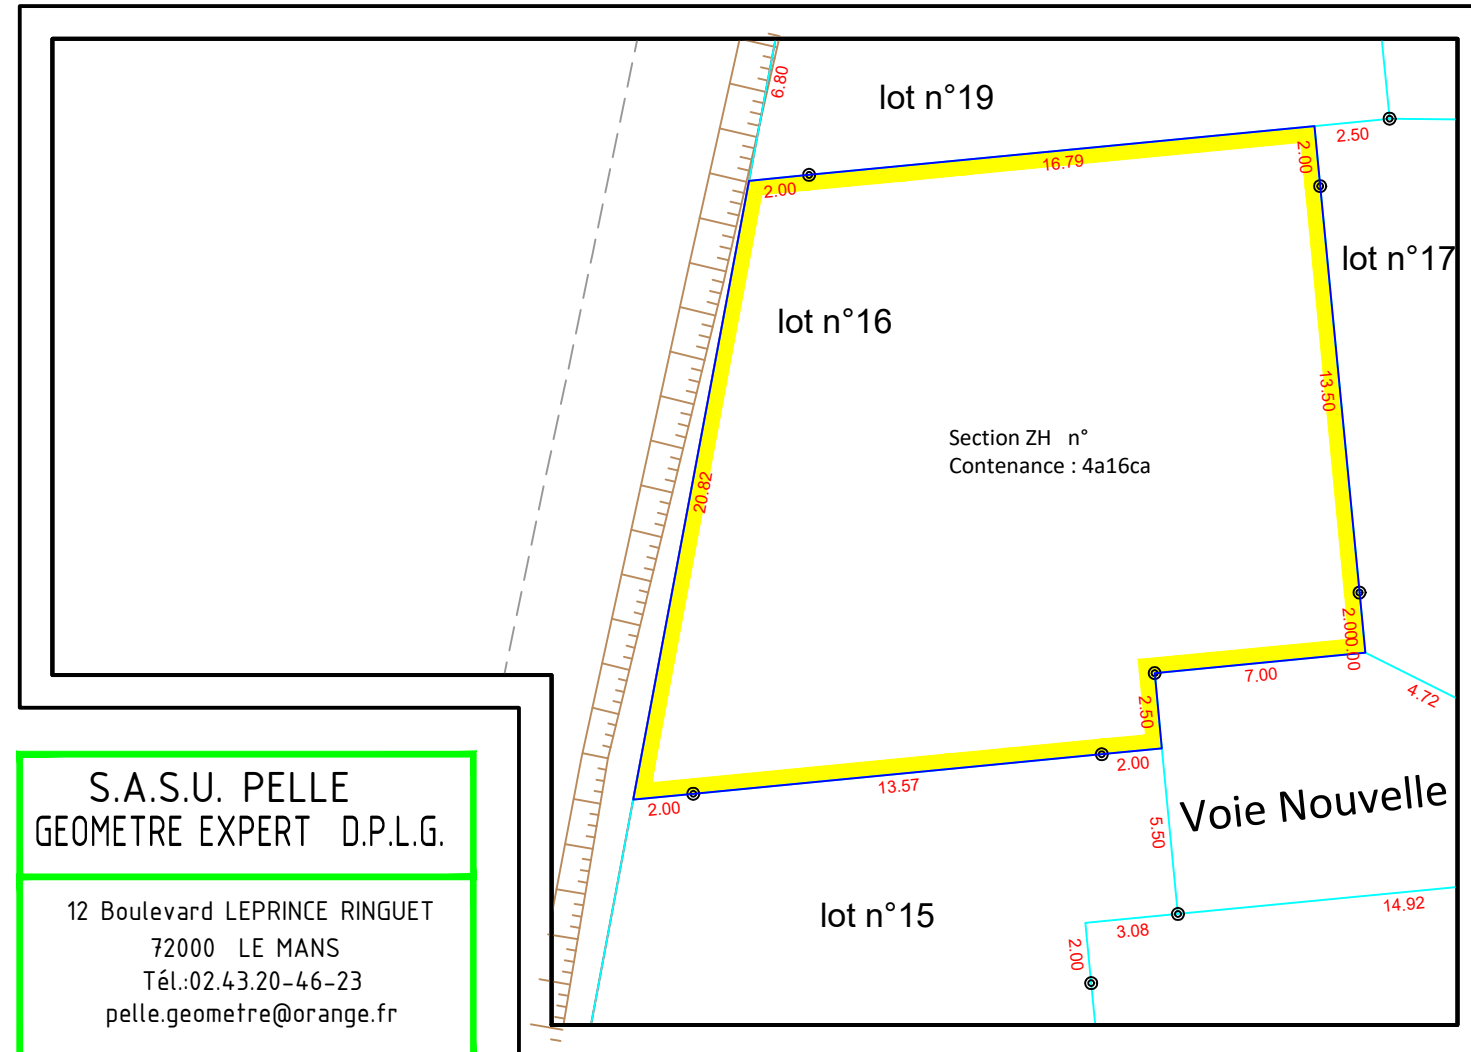 6.80
lot n°19
2.50
2.00
16.79
2.00
lot n°17
lot n°16
13.50
Section ZH n°
Contenance : 4a16ca
20.82
2.00
0.00
7.00
4.72
2.50
2.00
13.57
2.00
Voie Nouvelle
5.50
lot n°15
3.08
14.92
2.00
S.A.S.U. PELLE
GEOMETRE EXPERT D.P.L.G.
12 Boulevard LEPRINCE RINGUET
72000 LE MANS
Tél.:02.43.20-46-23
pelle.geometre@orange.fr